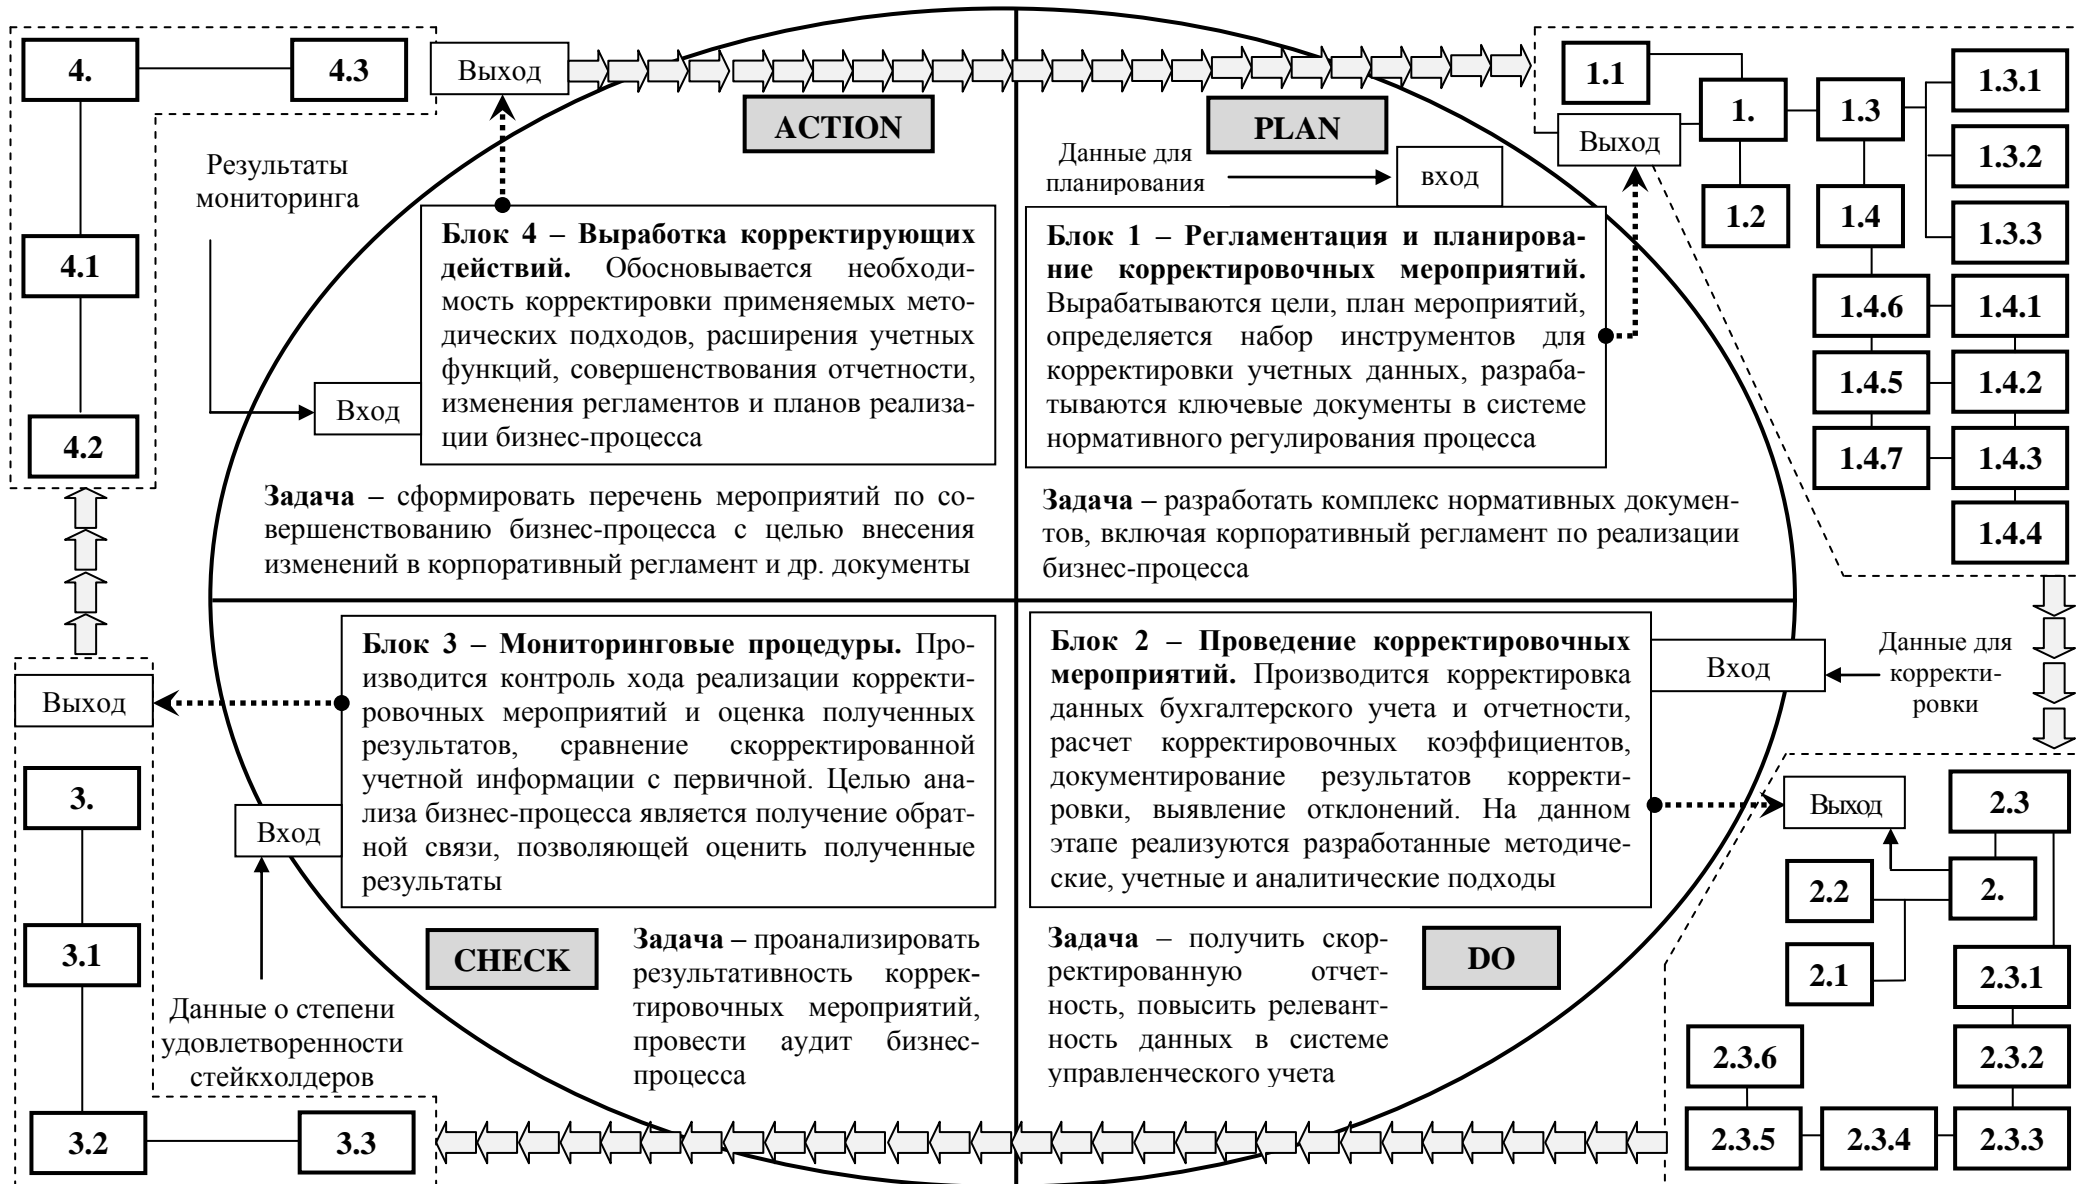 4.
4.3
Выход
1.1
1.
1.3
1.3.1
Выход
1.3.2
1.2
1.4
1.3.3
4.1
4.2
1.4.6
1.4.1
1.4.5
1.4.2
1.4.7
1.4.3
1.4.4
ACTION
PLAN
Результаты
мониторинга
Данные для
планирования
вход
Блок 4 – Выработка корректирующих
действий. Обосновывается необходи-
мость корректировки применяемых мето-
дических подходов, расширения учетных
функций, совершенствования отчетности,
изменения регламентов и планов реализа-
ции бизнес-процесса
Вход
Задача – сформировать перечень мероприятий по со-
вершенствованию бизнес-процесса с целью внесения
изменений в корпоративный регламент и др. документы
Блок 1 – Регламентация и планирова-
ние корректировочных мероприятий.
Вырабатываются цели, план мероприятий,
определяется набор инструментов для
корректировки учетных данных, разраба-
тываются ключевые документы в системе
нормативного регулирования процесса
Задача – разработать комплекс нормативных докумен-
тов, включая корпоративный регламент по реализации
бизнес-процесса
Выход
3.
3.1
3.2
3.3
Блок 3 – Мониторинговые процедуры. Про-
изводится контроль хода реализации корректи-
ровочных мероприятий и оценка полученных
результатов, сравнение скорректированной
учетной информации с первичной. Целью ана-
лиза бизнес-процесса является получение обрат-
ной связи, позволяющей оценить полученные
результаты
Вход
CHECK
Данные о степени
удовлетворенности
стейкхолдеров
Задача – проанализировать
результативность коррек-
тировочных мероприятий,
провести аудит бизнес-
процесса
Блок 2 – Проведение корректировочных
мероприятий. Производится корректировка
данных бухгалтерского учета и отчетности,
расчет корректировочных коэффициентов,
документирование результатов корректи-
ровки, выявление отклонений. На данном
этапе реализуются разработанные методиче-
ские, учетные и аналитические подходы
Вход
Данные для
корректи-
ровки
Задача – получить скор-
ректированную отчет-
ность, повысить релевант-
ность данных в системе
управленческого учета
DO
Выход
2.3
2.2
2.
2.1
2.3.1
2.3.6
2.3.2
2.3.5
2.3.4
2.3.3